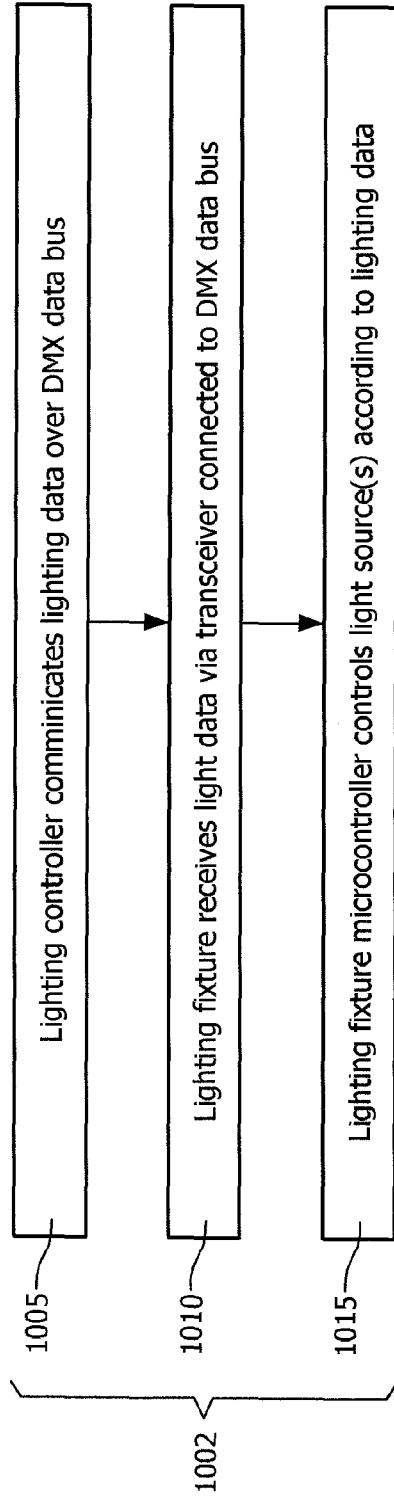 1002
1005
Lighting controller comminicates lighting data over DMX data bus
1010
Lighting fixture receives light data via transceiver connected to DMX data bus
1015
Lighting fixture microcontroller controls light source(s) according to lighting data